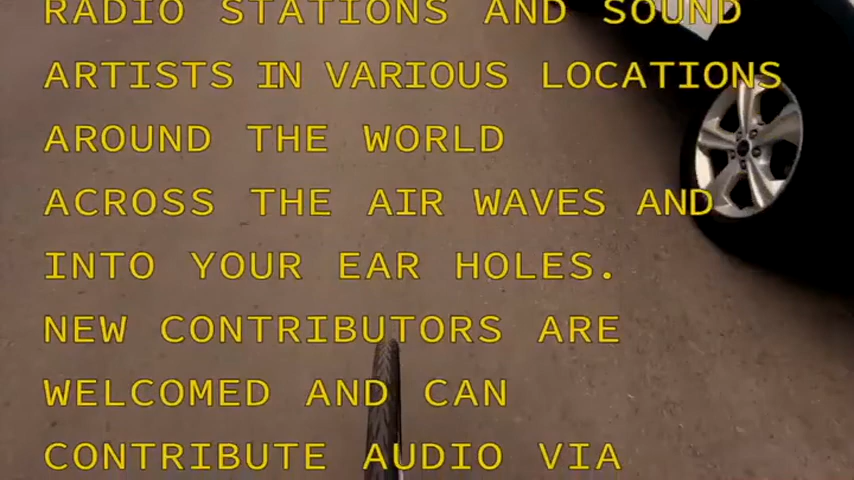 RADIO STATIONS AND SOUND
ARTISTS IN VARIOUS LOCATIONS
AROUND THE WORLD
ACROSS THE AIR WAVES AND
INTO YOUR EAR HOLES.
NEW CONTRIBUTORS ARE
WELCOMED AND CAN
CONTRIBUTE AUDIO VIA